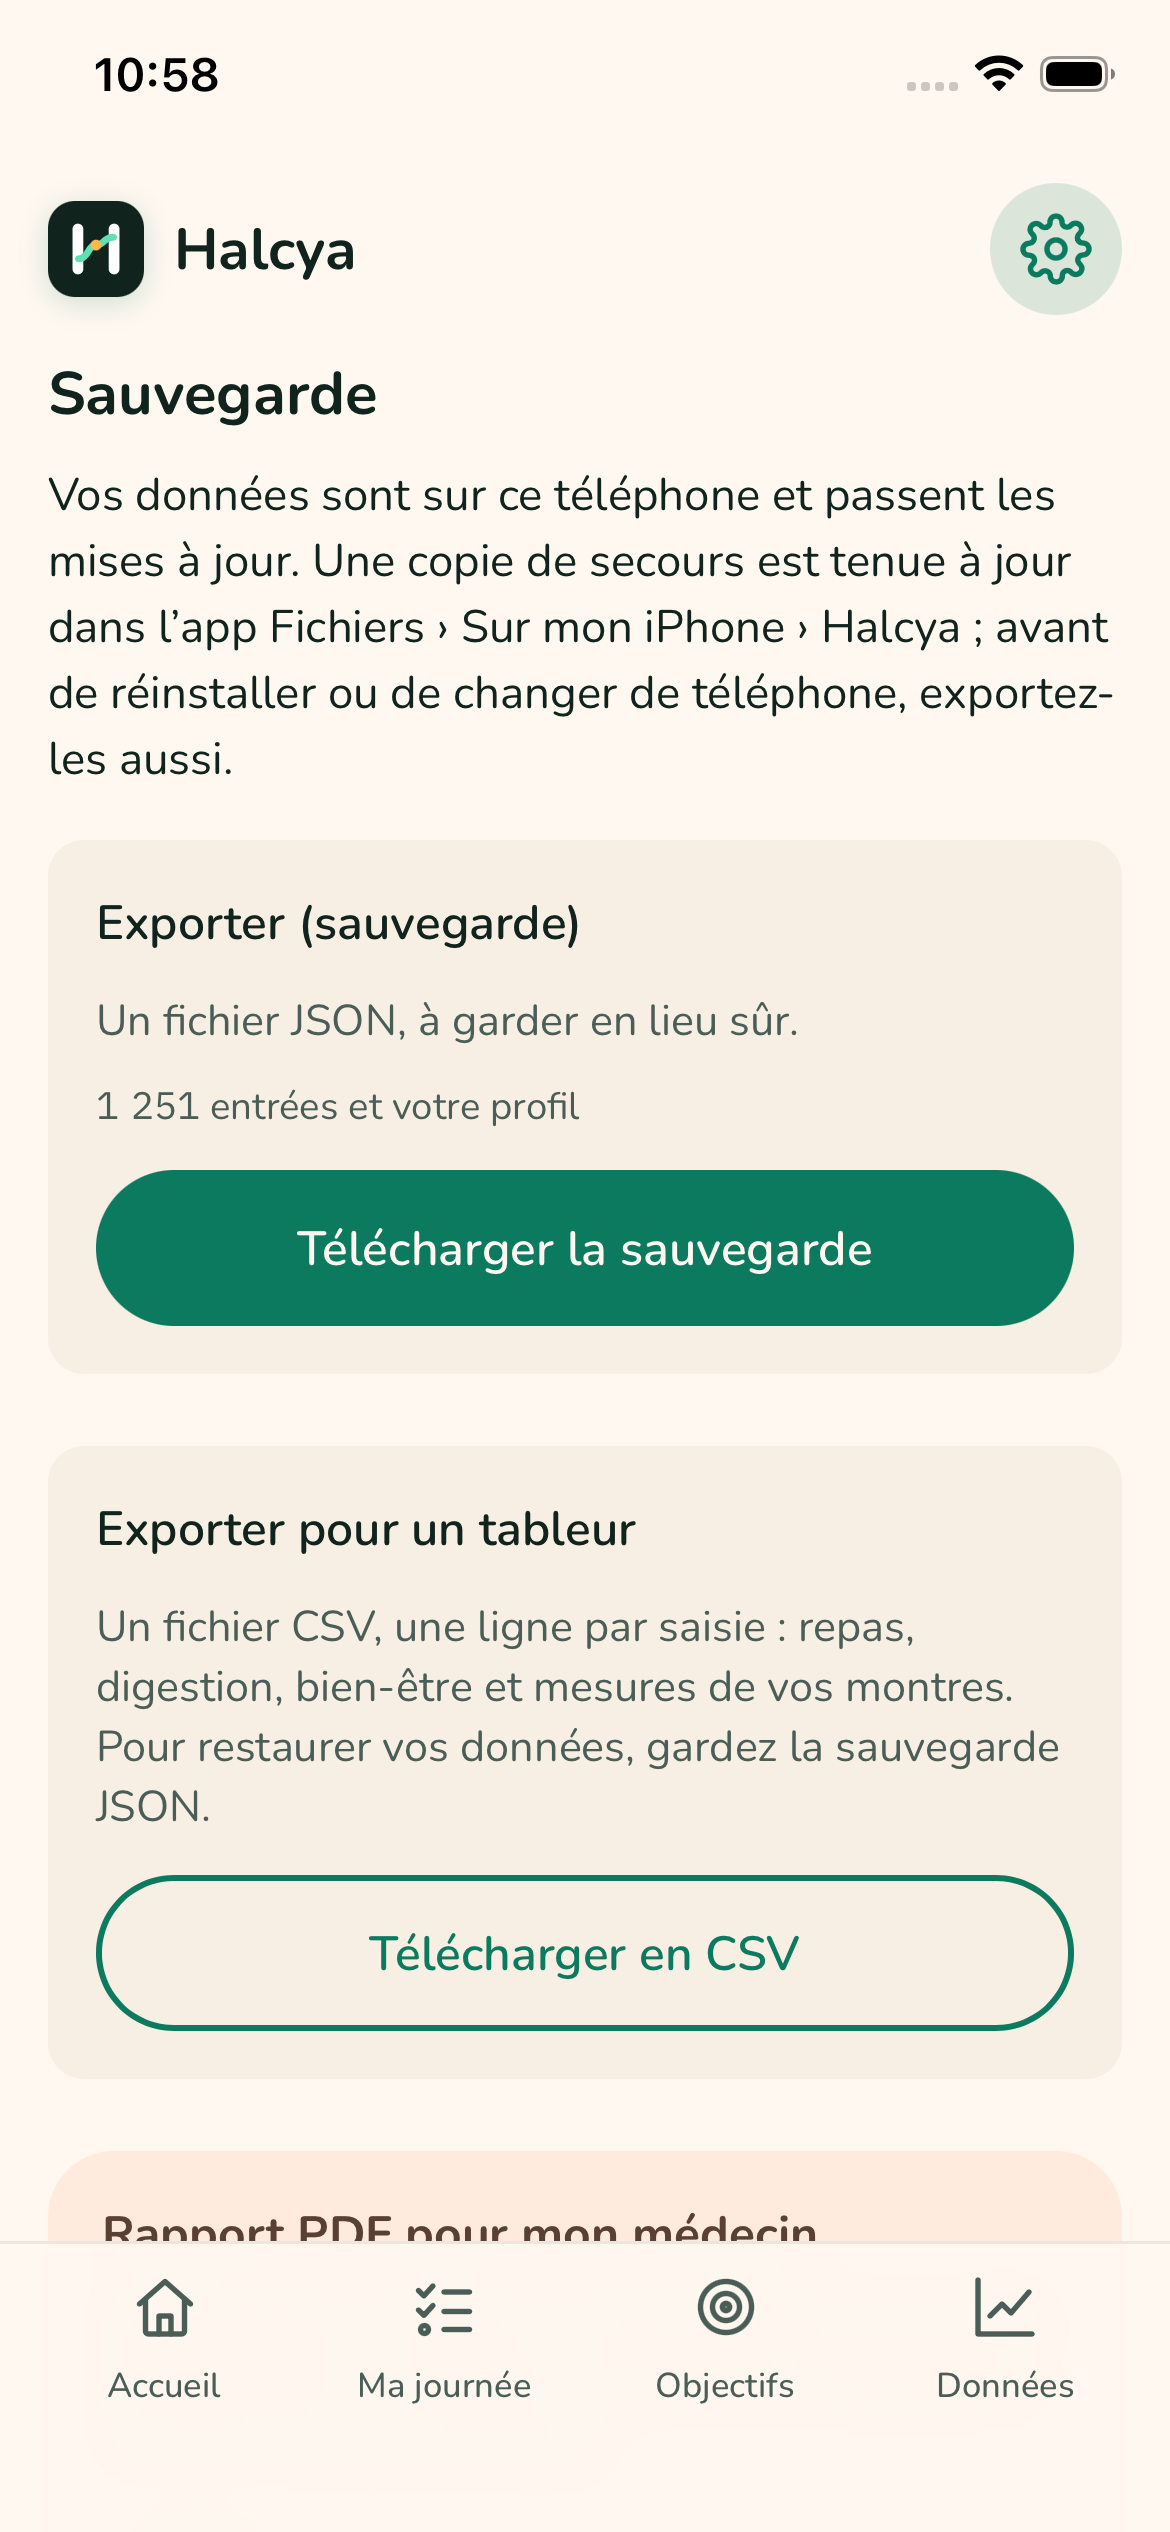 10:58
Halcya
Sauvegarde
Vos données sont sur ce téléphone et passent les
mises à jour. Une copie de secours est tenue à jour
dans l’app Fichiers › Sur mon iPhone › Halcya ; avant
de réinstaller ou de changer de téléphone, exportez-
les aussi.
Exporter (sauvegarde)
Un fichier JSON, à garder en lieu sûr.
1 251 entrées et votre profil
Télécharger la sauvegarde
Exporter pour un tableur
Un fichier CSV, une ligne par saisie : repas,
digestion, bien-être et mesures de vos montres.
Pour restaurer vos données, gardez la sauvegarde
JSON.
Télécharger en CSV
Rapport PDF pour mon médecin
Accueil
Ma journée
Objectifs
Données